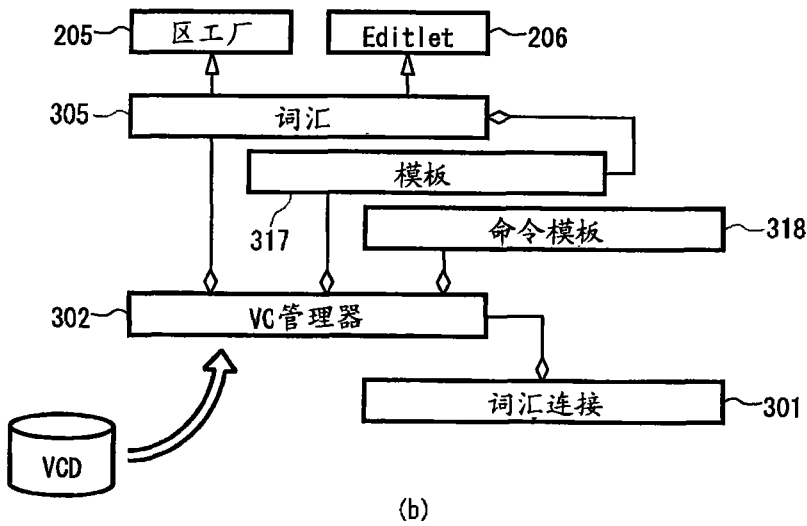 205 区工厂 Editlet 206
305 词汇
模板
317 命令模板 318
302 VC管理器
词汇连接 301
VCD
(b)